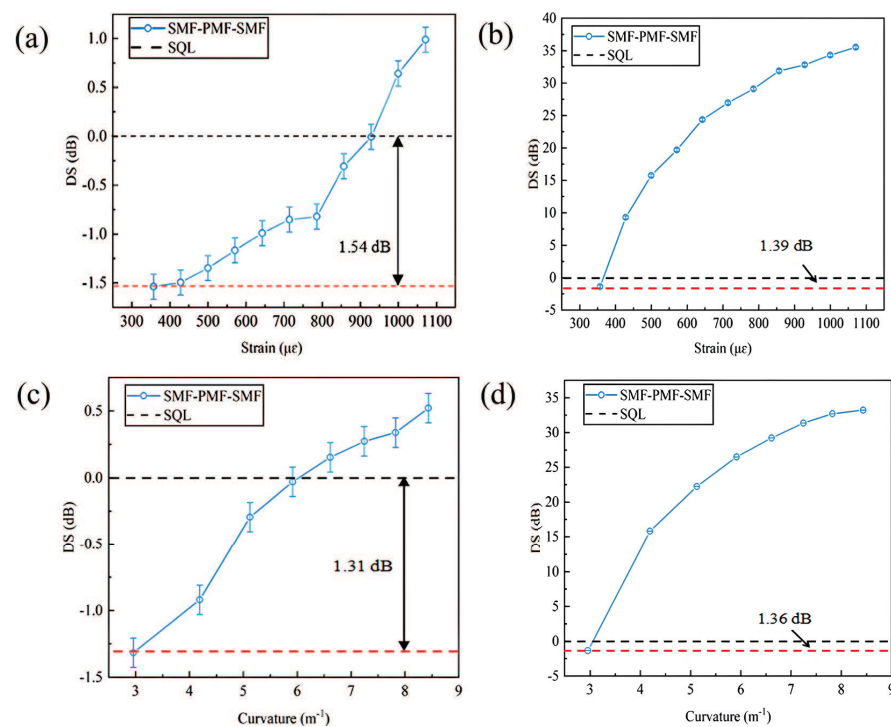 (a)
SMF-PMF-SMF
SQL
1.0
0.5
0.0
-0.5
-1.0
-1.5
DS (dB)
1.54 dB
300 400 500 600 700 800 900 1000 1100
Strain (με)
(b)
SMF-PMF-SMF
SQL
40
35
30
25
20
15
10
5
0
-5
DS (dB)
1.39 dB
300 400 500 600 700 800 900 1000 1100
Strain (με)
(c)
SMF-PMF-SMF
SQL
0.5
0.0
-0.5
-1.0
-1.5
DS (dB)
1.31 dB
3 4 5 6 7 8 9
Curvature (m⁻¹)
(d)
SMF-PMF-SMF
SQL
35
30
25
20
15
10
5
0
-5
DS (dB)
1.36 dB
3 4 5 6 7 8 9
Curvature (m⁻¹)